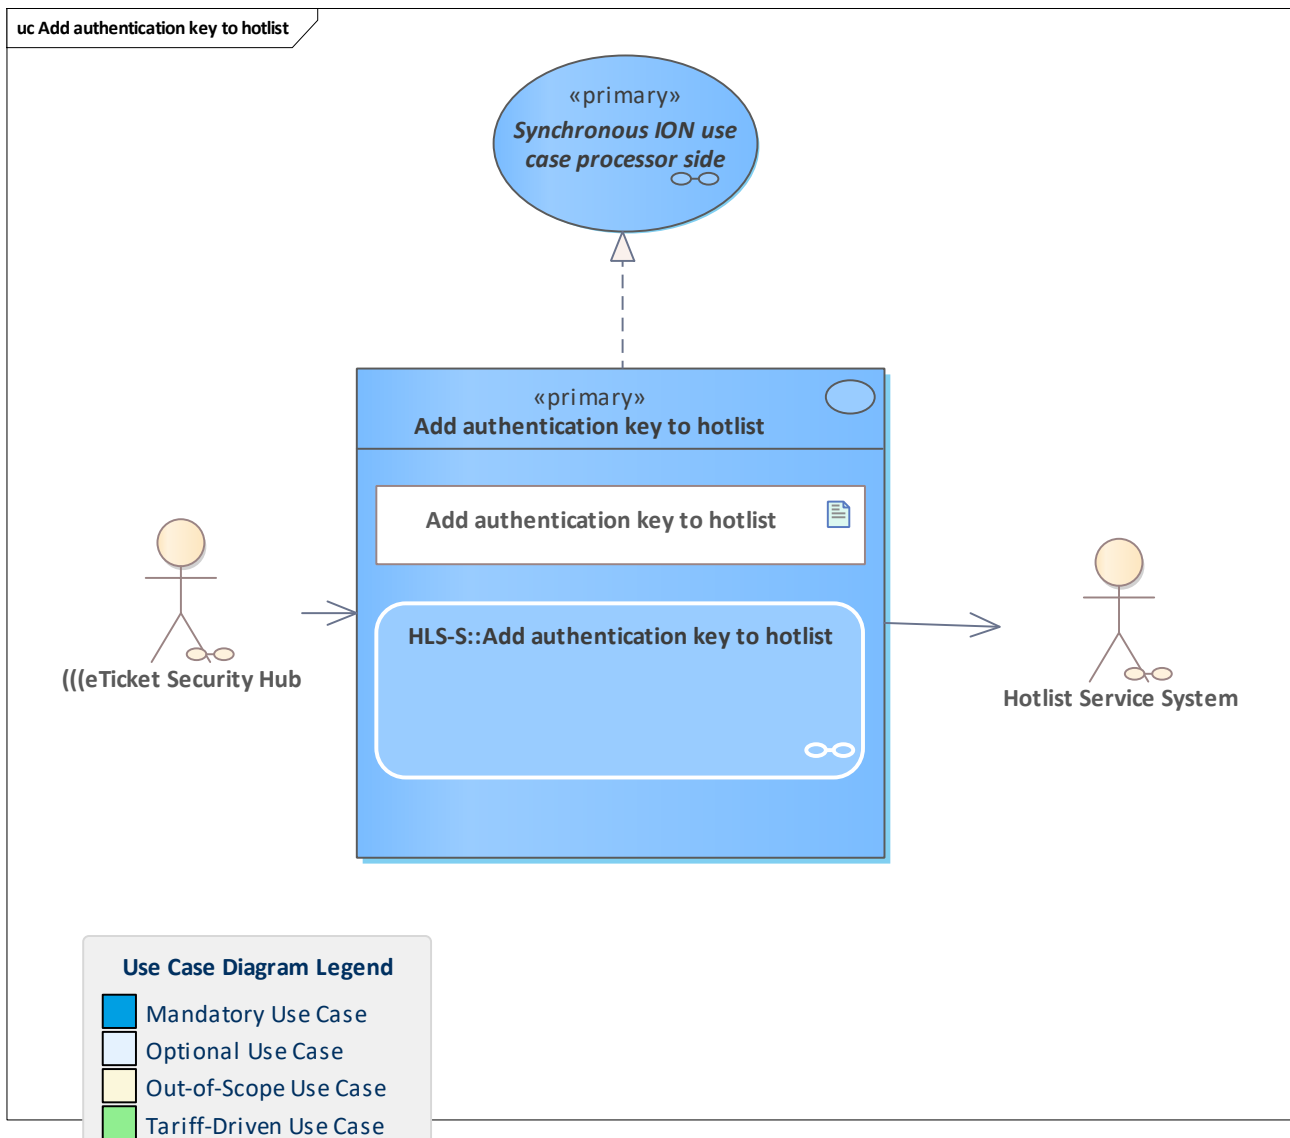 uc Add authentication key to hotlist
«primary»
Synchronous ION use
case processor side
«primary»
Add authentication key to hotlist
Add authentication key to hotlist
HLS-S::Add authentication key to hotlist
(((eTicket Security Hub
Hotlist Service System
Use Case Diagram Legend
Mandatory Use Case
Optional Use Case
Out-of-Scope Use Case
Tariff-Driven Use Case